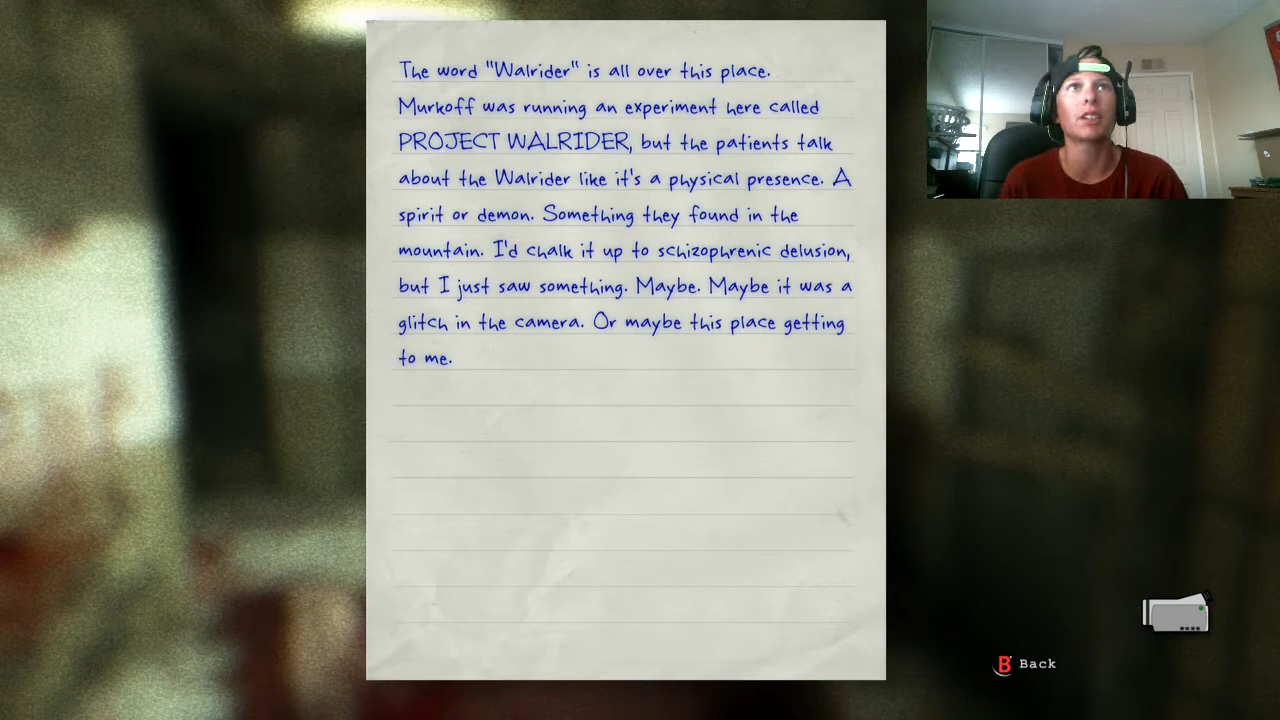 The word "Walrider" is all over this place.
Murkoff was running an experiment here called
PROJECT WALRIDER, but the patients talk
about the Walrider like it's a physical presence. A
spirit or demon. Something they found in the
mountain. I'd chalk it up to schizophrenic delusion,
but I just saw something. Maybe. Maybe it was a
glitch in the camera. Or maybe this place getting
to me.
B Back